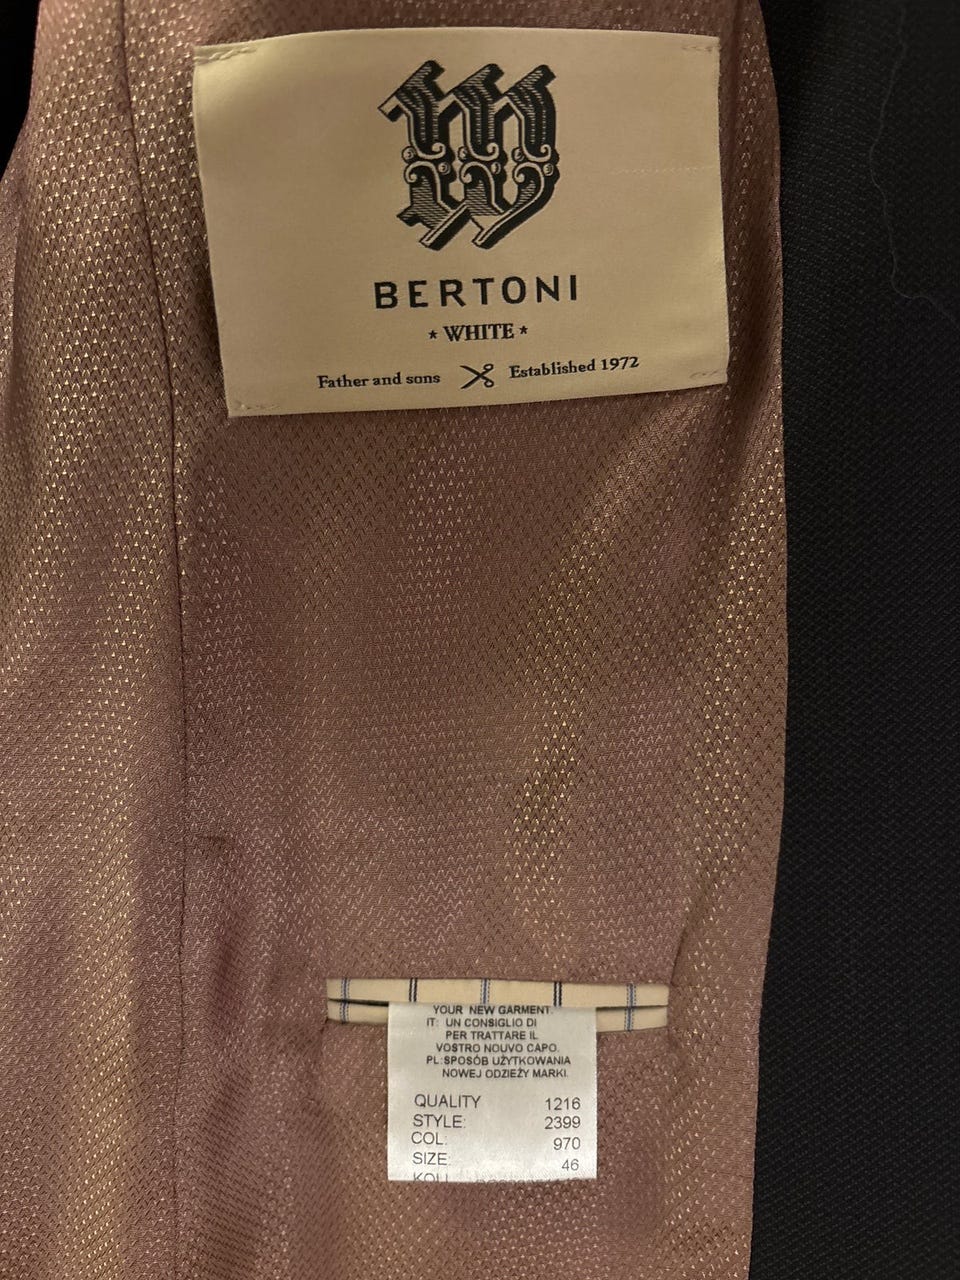 W
BERTONI
* WHITE *
Father and sons Established 1972
YOUR NEW GARMENT.
IT: UN CONSIGLIO DI
PER TRATTARE IL
VOSTRO NUOVO CAPO.
PL: SPOSÓB UŻYTKOWANIA
NOWEJ ODZIEŻY MARKI.
QUALITY 1216
STYLE: 2399
COL: 970
SIZE: 46